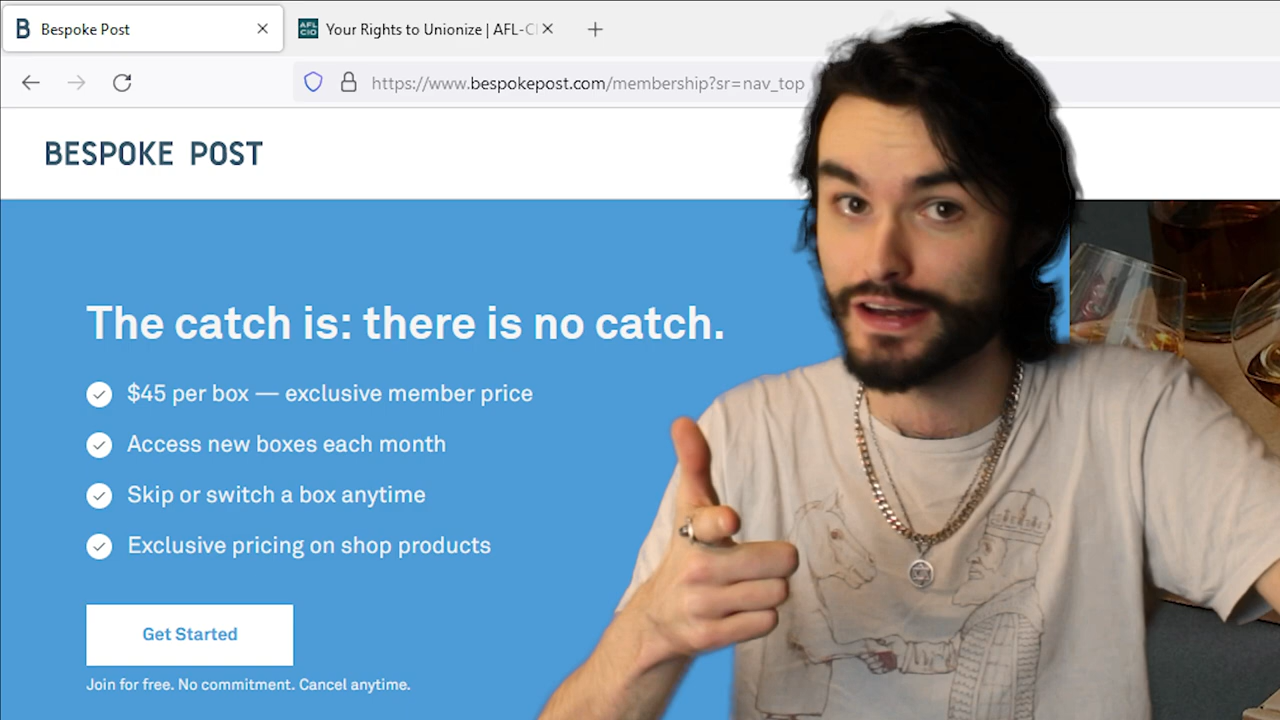 B Bespoke Post
AFL CIO Your Rights to Unionize | AFL-CI
https://www.bespokepost.com/membership?sr=nav_top
BESPOKE POST
The catch is: there is no catch.
$45 per box — exclusive member price
Access new boxes each month
Skip or switch a box anytime
Exclusive pricing on shop products
Get Started
Join for free. No commitment. Cancel anytime.